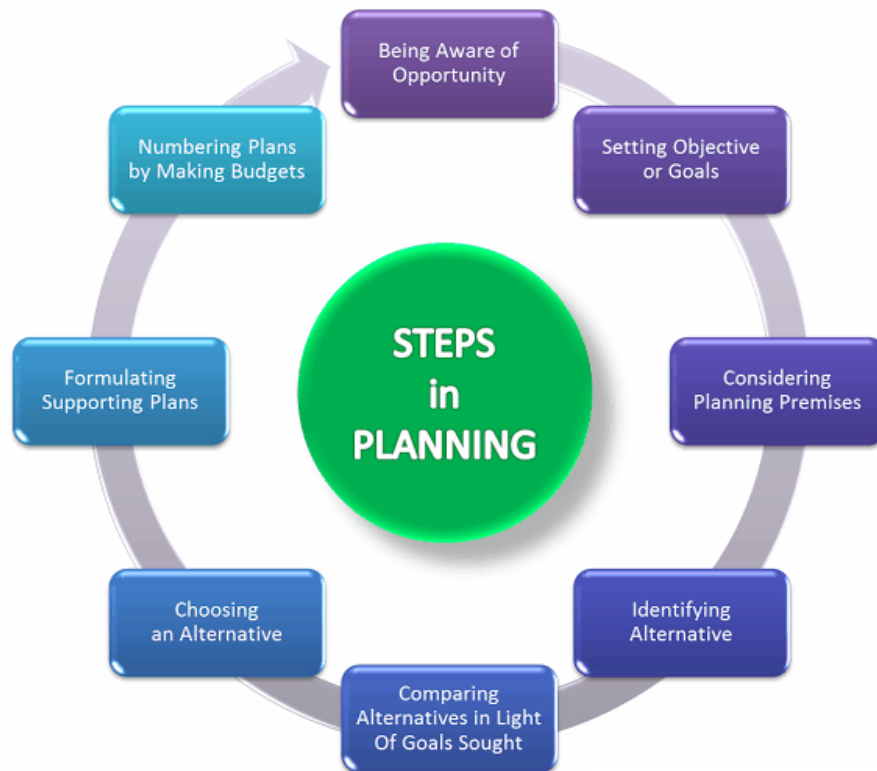 Being Aware of
Opportunity
Setting Objective
or Goals
Considering
Planning Premises
Identifying
Alternative
Comparing
Alternatives in Light
Of Goals Sought
Choosing
an Alternative
Formulating
Supporting Plans
Numbering Plans
by Making Budgets
STEPS
in
PLANNING